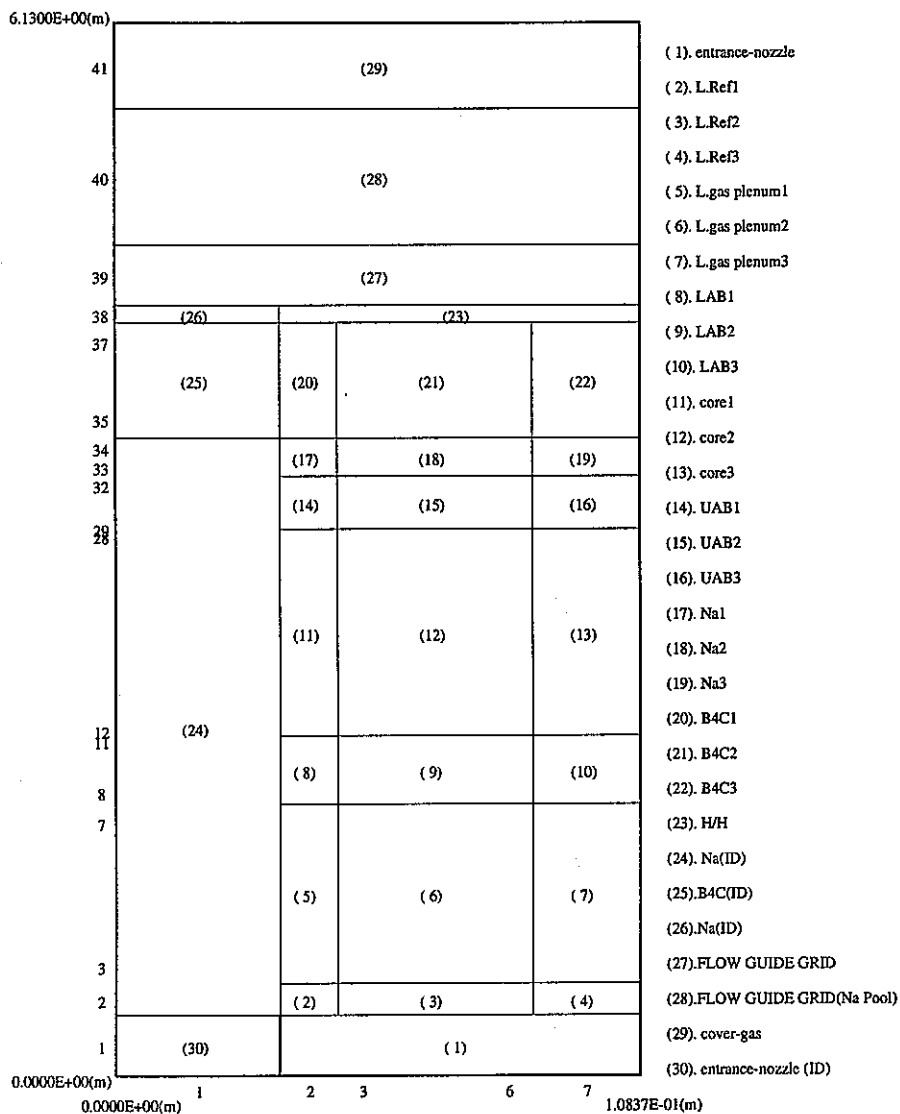 6.1300E+00(m)
41
(29)
40
(28)
39
(27)
38
(26)
(23)
37
(25)
(20)
(21)
(22)
35
34
(17)
(18)
(19)
33
32
(14)
(15)
(16)
29
28
(11)
(12)
(13)
12
(24)
11
( 8)
( 9)
(10)
8
7
( 5)
( 6)
( 7)
3
2
( 2)
( 3)
( 4)
1
(30)
( 1)
0.0000E+00(m)
1
2
3
6
7
0.0000E+00(m)
1.0837E-01(m)
( 1). entrance-nozzle
( 2). L.Ref1
( 3). L.Ref2
( 4). L.Ref3
( 5). L.gas plenum1
( 6). L.gas plenum2
( 7). L.gas plenum3
( 8). LAB1
( 9). LAB2
(10). LAB3
(11). core1
(12). core2
(13). core3
(14). UAB1
(15). UAB2
(16). UAB3
(17). Na1
(18). Na2
(19). Na3
(20). B4C1
(21). B4C2
(22). B4C3
(23). H/H
(24). Na(ID)
(25).B4C(ID)
(26).Na(ID)
(27).FLOW GUIDE GRID
(28).FLOW GUIDE GRID(Na Pool)
(29). cover-gas
(30). entrance-nozzle (ID)